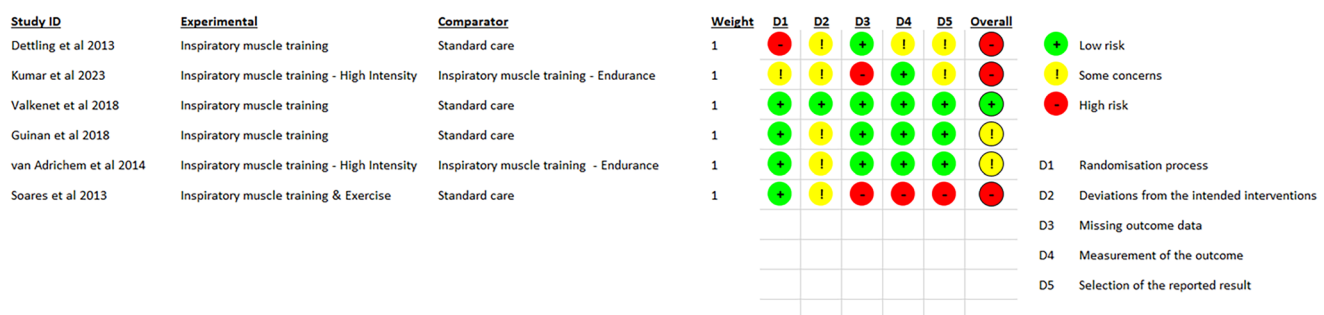 Study ID Experimental Comparator Weight D1 D2 D3 D4 D5 Overall
Dettling et al 2013 Inspiratory muscle training Standard care 1 - ! + ! ! - + Low risk
Kumar et al 2023 Inspiratory muscle training - High Intensity Inspiratory muscle training - Endurance 1 ! ! - + ! - ! Some concerns
Valkenet et al 2018 Inspiratory muscle training Standard care 1 + + + + + + - High risk
Guinan et al 2018 Inspiratory muscle training Standard care 1 + ! + + + !
van Adrichem et al 2014 Inspiratory muscle training - High Intensity Inspiratory muscle training - Endurance 1 + ! + + + ! D1 Randomisation process
Soares et al 2013 Inspiratory muscle training & Exercise Standard care 1 + ! - - - - D2 Deviations from the intended interventions
D3 Missing outcome data
D4 Measurement of the outcome
D5 Selection of the reported result